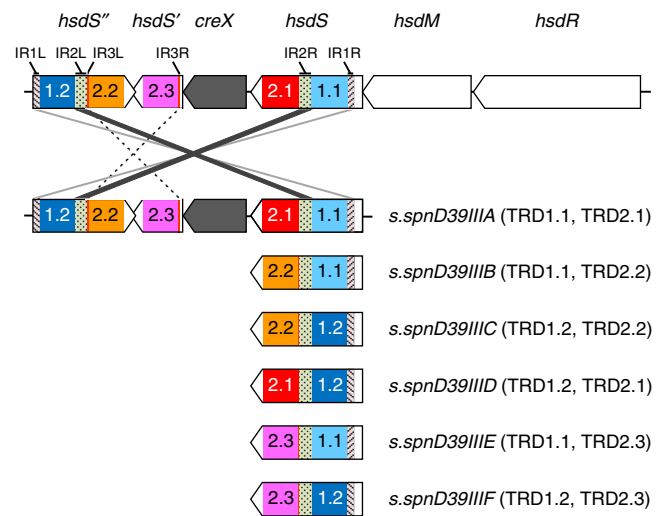 hsdS″ hsdS′ creX hsdS hsdM hsdR
IR1L IR2L IR3L IR3R IR2R IR1R
1.2 2.2 2.3 2.1 1.1
1.2 2.2 2.3 2.1 1.1 s.spnD39IIIA (TRD1.1, TRD2.1)
2.2 1.1 s.spnD39IIIB (TRD1.1, TRD2.2)
2.2 1.2 s.spnD39IIIC (TRD1.2, TRD2.2)
2.1 1.2 s.spnD39IIID (TRD1.2, TRD2.1)
2.3 1.1 s.spnD39IIIE (TRD1.1, TRD2.3)
2.3 1.2 s.spnD39IIIF (TRD1.2, TRD2.3)